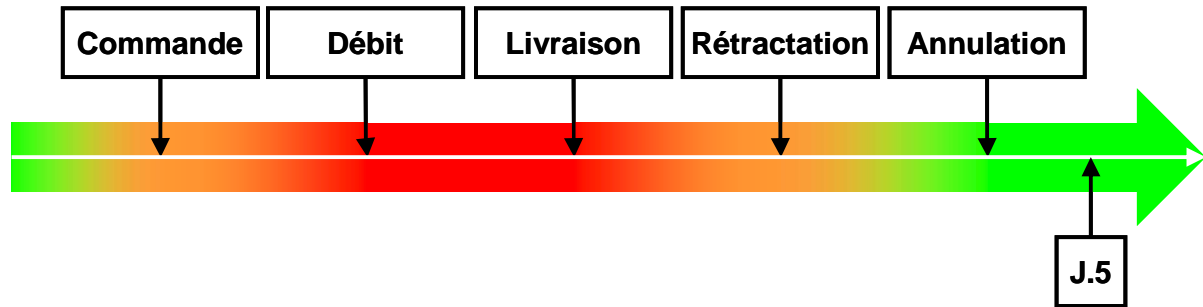 Commande
Débit
Livraison
Rétractation
Annulation
J.5